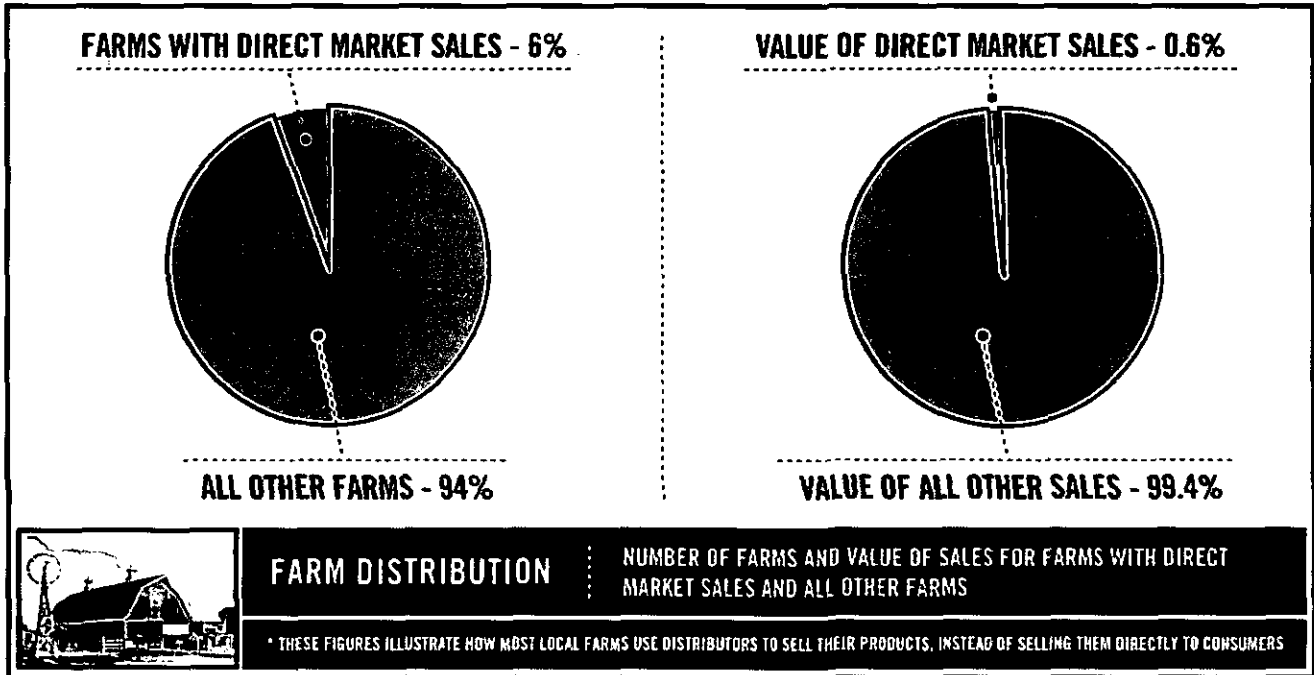 FARMS WITH DIRECT MARKET SALES - 6%
ALL OTHER FARMS - 94%
VALUE OF DIRECT MARKET SALES - 0.6%
VALUE OF ALL OTHER SALES - 99.4%
FARM DISTRIBUTION
NUMBER OF FARMS AND VALUE OF SALES FOR FARMS WITH DIRECT
MARKET SALES AND ALL OTHER FARMS
* THESE FIGURES ILLUSTRATE HOW MOST LOCAL FARMS USE DISTRIBUTORS TO SELL THEIR PRODUCTS, INSTEAD OF SELLING THEM DIRECTLY TO CONSUMERS